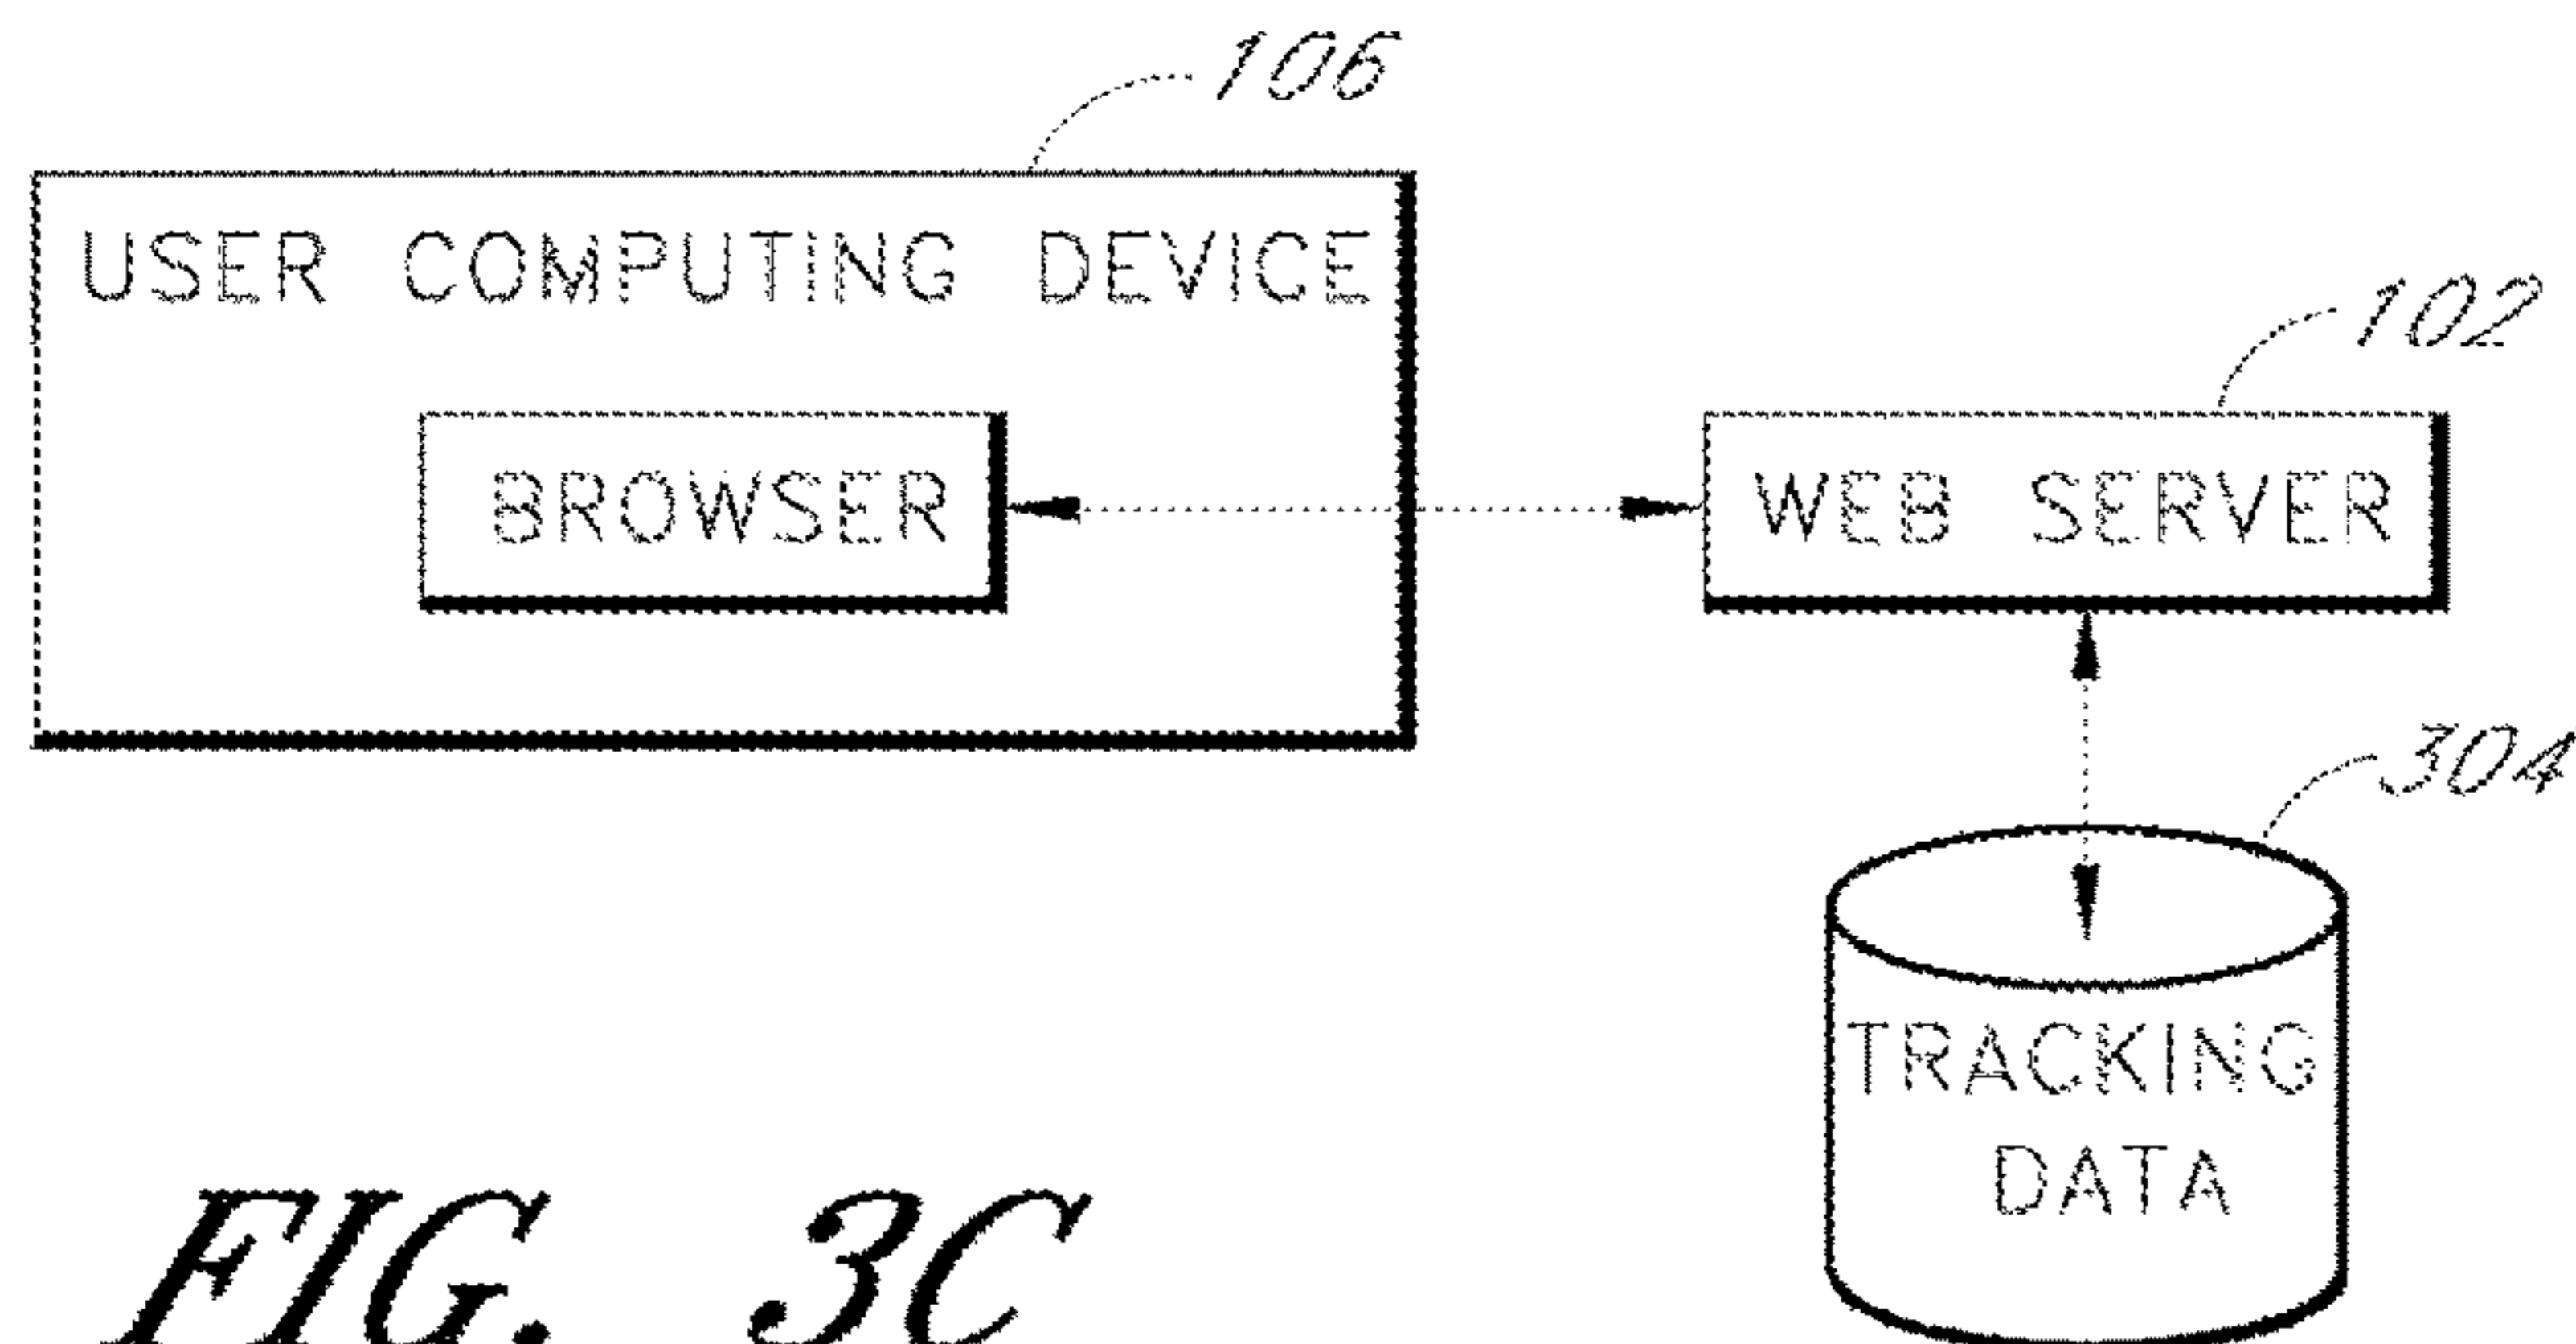 106
USER COMPUTING DEVICE
102
BROWSER
WEB SERVER
304
TRACKING
DATA
FIG. 3C